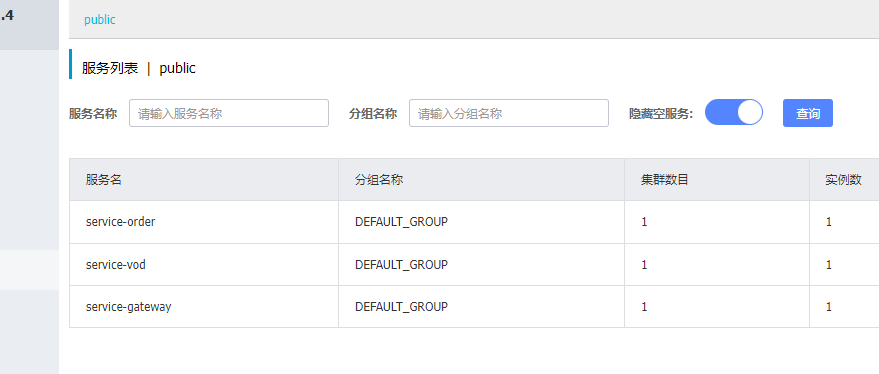 .4
public
服务列表 | public
服务名称 请输入服务名称 分组名称 请输入分组名称 隐藏空服务: 查询
服务名 分组名称 集群数目 实例数
service-order DEFAULT_GROUP 1 1
service-vod DEFAULT_GROUP 1 1
service-gateway DEFAULT_GROUP 1 1